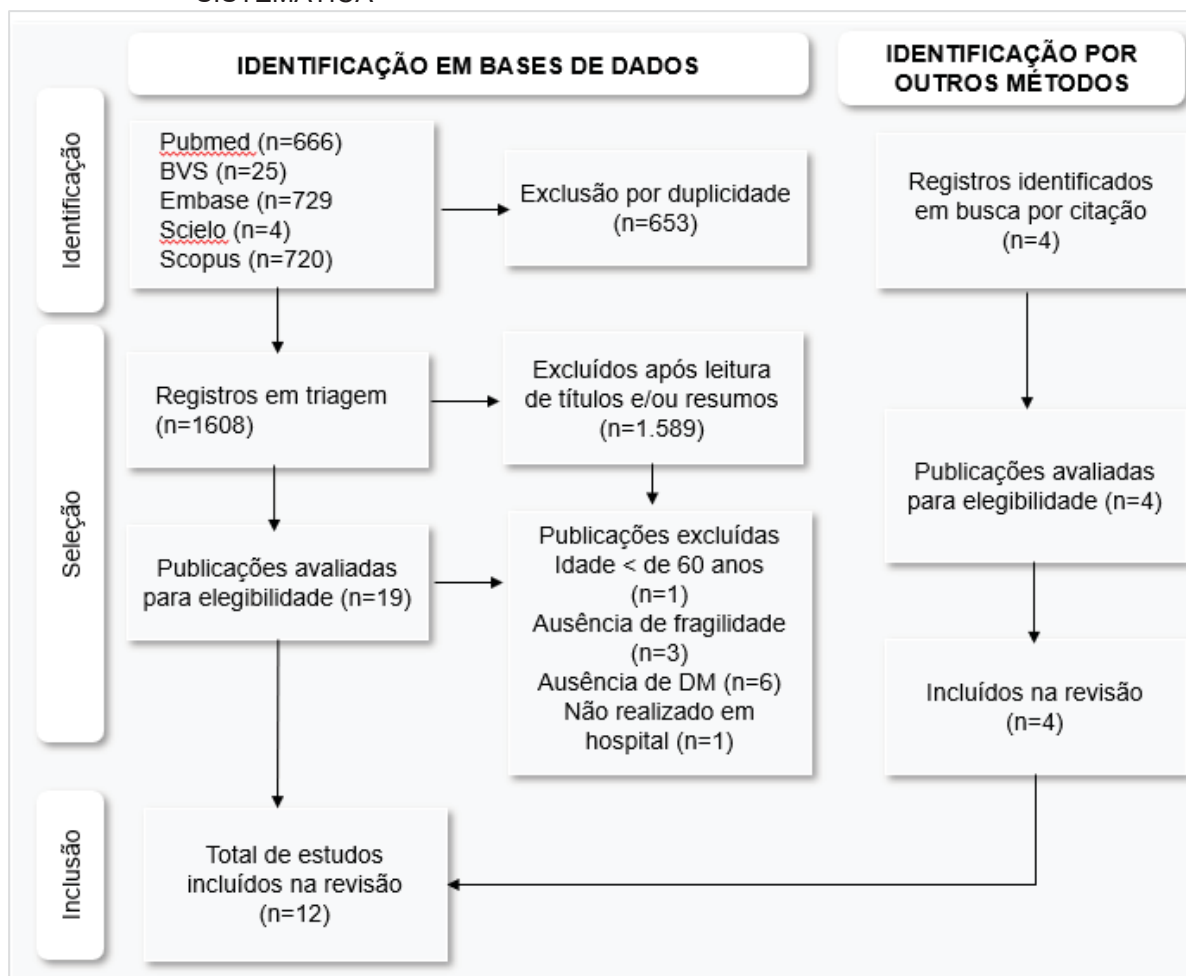 SISTEMÁTICA
IDENTIFICAÇÃO EM BASES DE DADOS
IDENTIFICAÇÃO POR
OUTROS MÉTODOS
Identificação
Pubmed (n=666)
BVS (n=25)
Embase (n=729
Scielo (n=4)
Scopus (n=720)
Exclusão por duplicidade
(n=653)
Registros identificados
em busca por citação
(n=4)
Seleção
Registros em triagem
(n=1608)
Excluídos após leitura
de títulos e/ou resumos
(n=1.589)
Publicações avaliadas
para elegibilidade (n=4)
Publicações avaliadas
para elegibilidade (n=19)
Publicações excluídas
Idade < de 60 anos
(n=1)
Ausência de fragilidade
(n=3)
Ausência de DM (n=6)
Não realizado em
hospital (n=1)
Incluídos na revisão
(n=4)
Inclusão
Total de estudos
incluídos na revisão
(n=12)